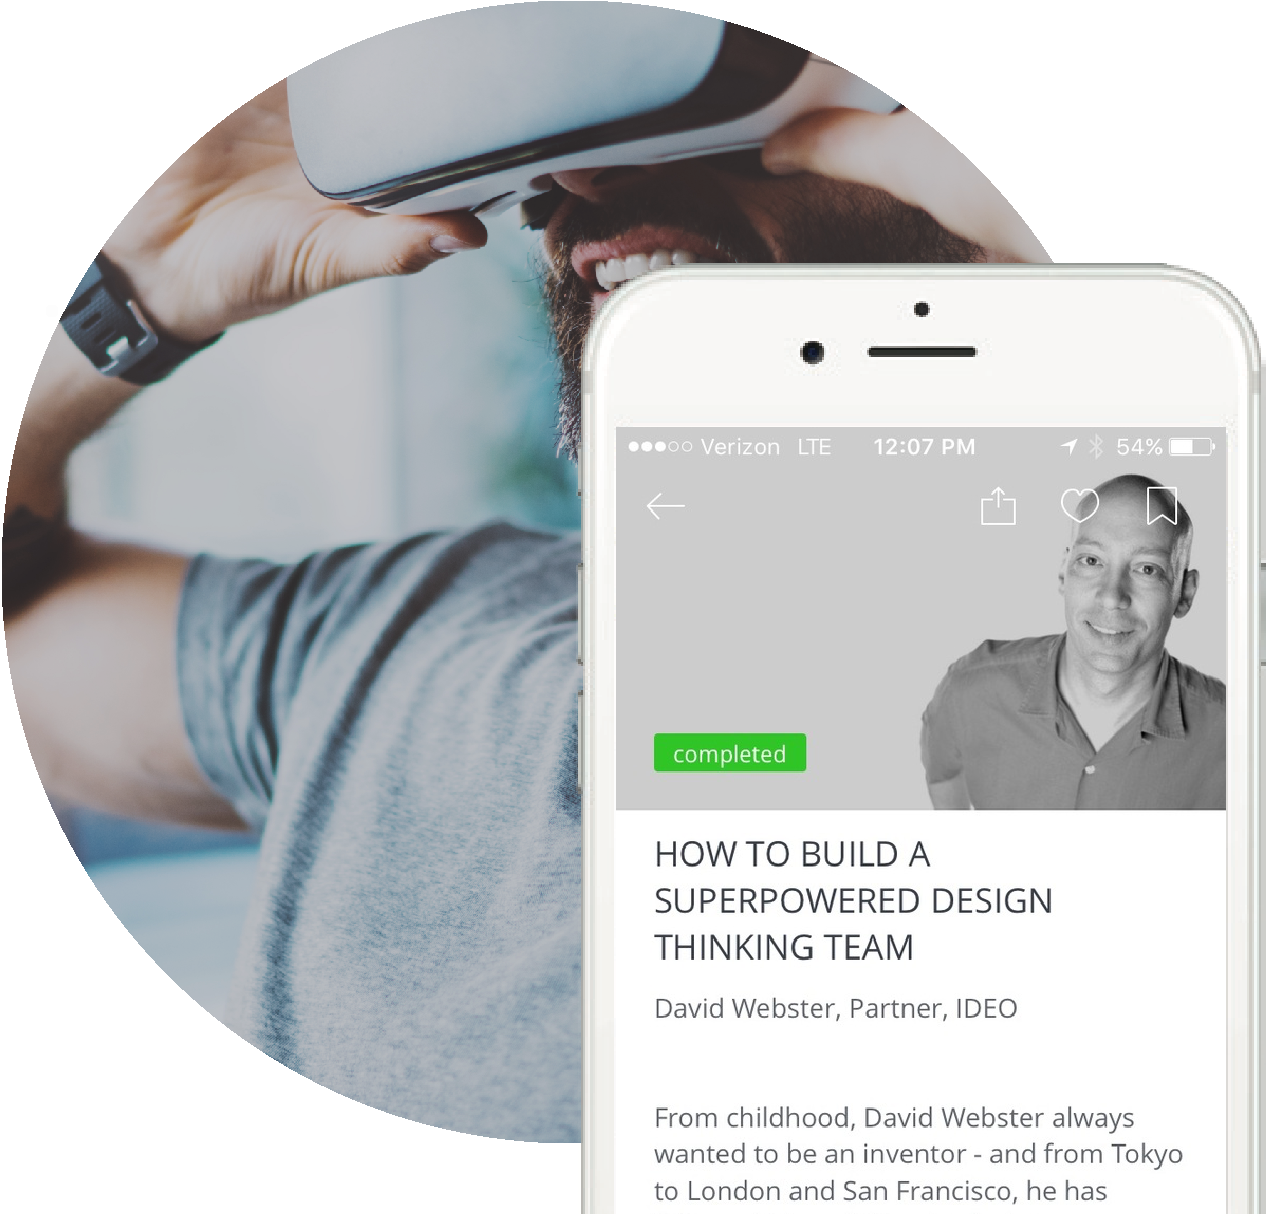 Verizon LTE 12:07 PM 54%
completed
HOW TO BUILD A
SUPERPOWERED DESIGN
THINKING TEAM
David Webster, Partner, IDEO
From childhood, David Webster always
wanted to be an inventor - and from Tokyo
to London and San Francisco, he has